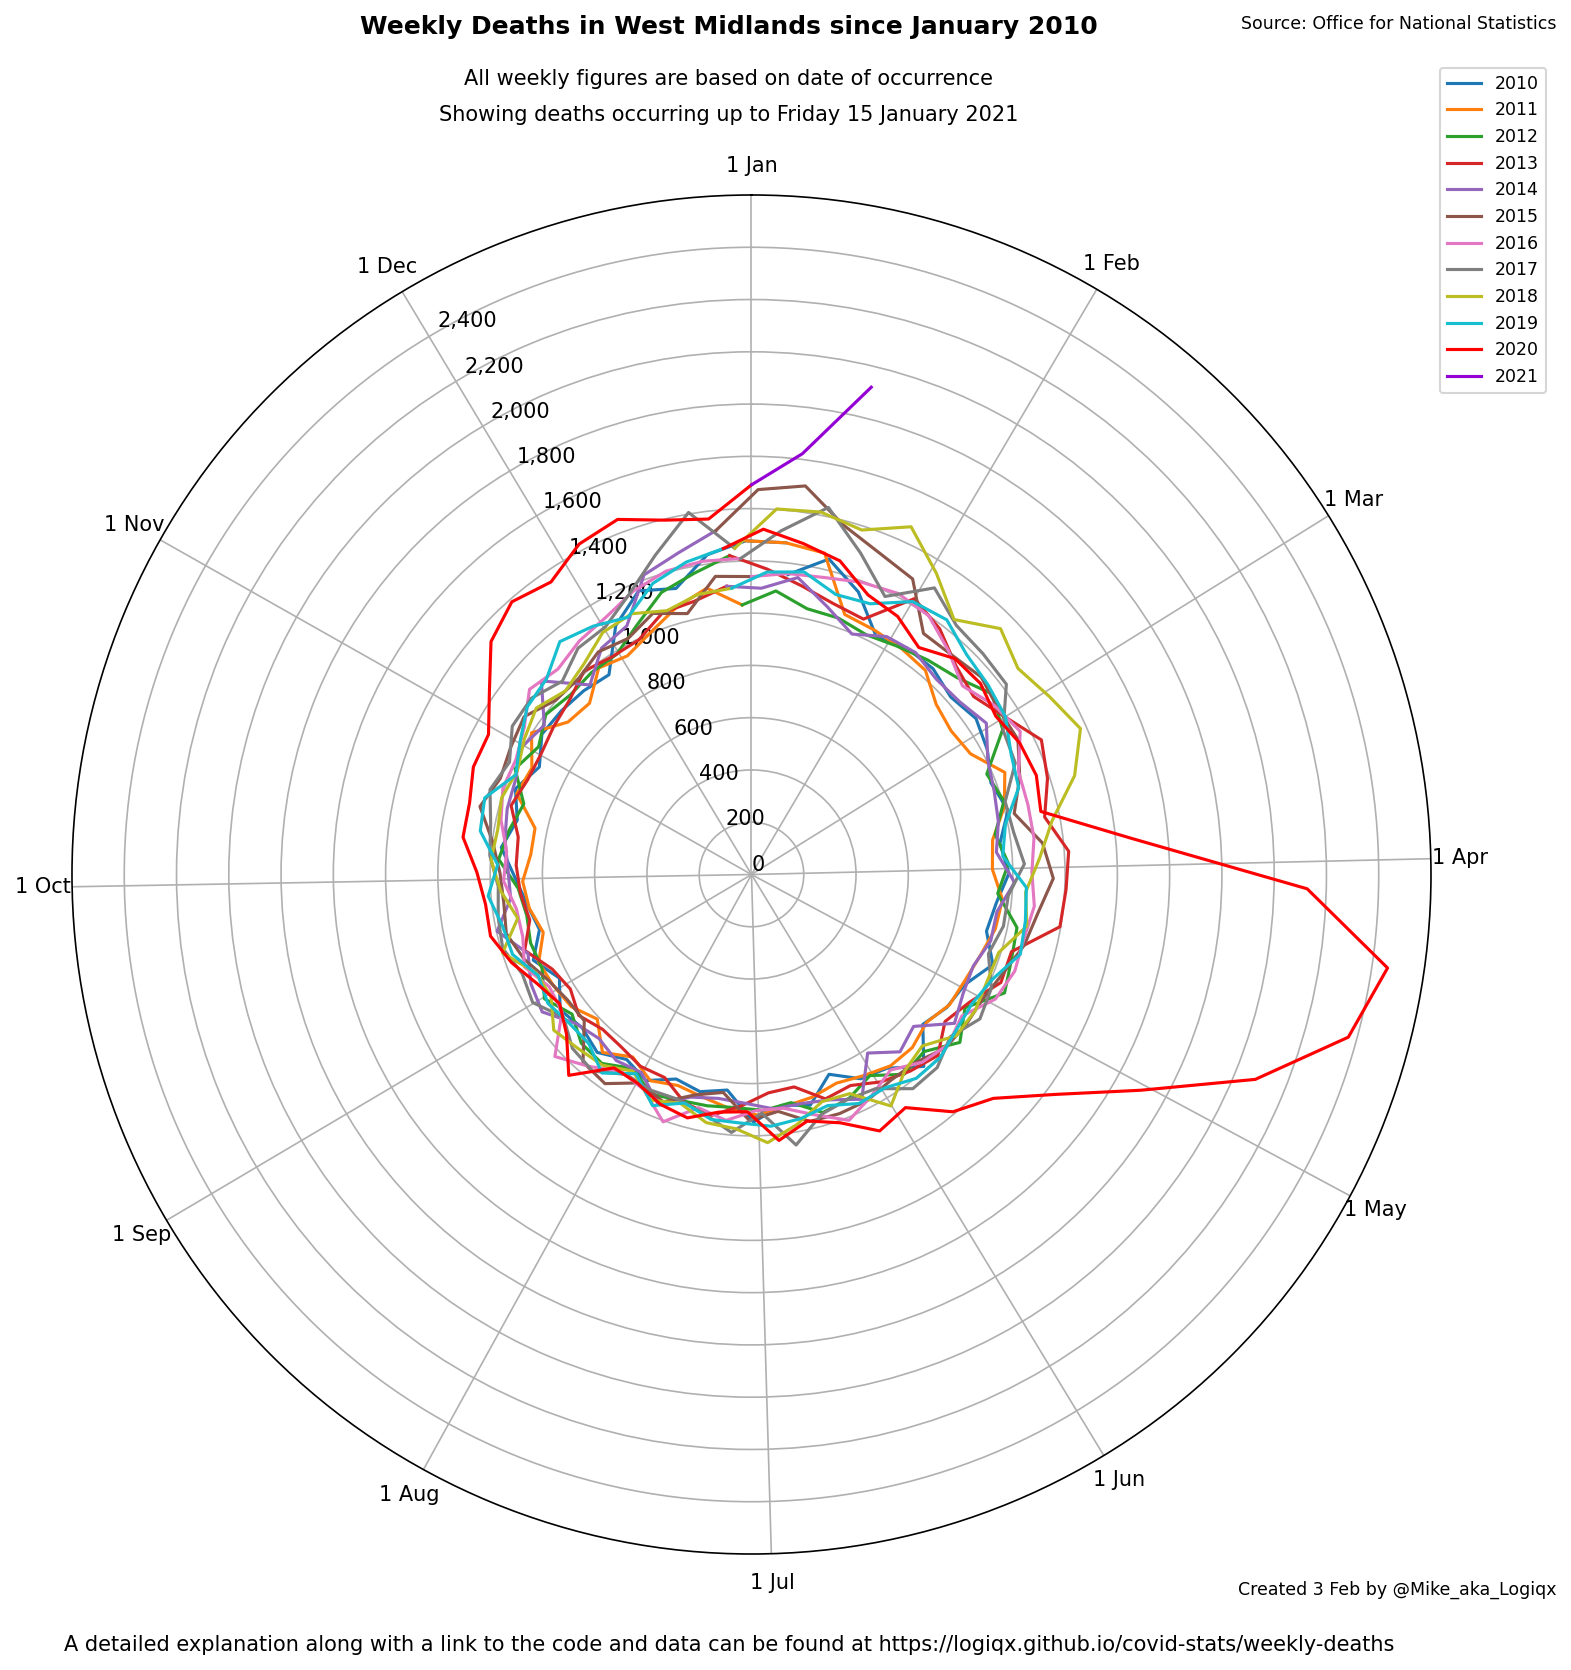 Weekly Deaths in West Midlands since January 2010
Source: Office for National Statistics
All weekly figures are based on date of occurrence
Showing deaths occurring up to Friday 15 January 2021
2010
2011
2012
2013
2014
2015
2016
2017
2018
2019
2020
2021
1 Jan
1 Feb
1 Mar
1 Apr
1 May
1 Jun
1 Jul
1 Aug
1 Sep
1 Oct
1 Nov
1 Dec
2,400
2,200
2,000
1,800
1,600
1,400
1,200
1,000
800
600
400
200
0
Created 3 Feb by @Mike_aka_Logiqx
A detailed explanation along with a link to the code and data can be found at https://logiqx.github.io/covid-stats/weekly-deaths